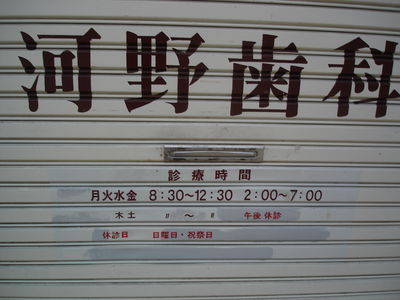 河野歯科
診療時間
月火水金 8:30〜12:30 2:00〜7:00
木土 〃 〜 〃 午後休診
休診日 日曜日・祝祭日